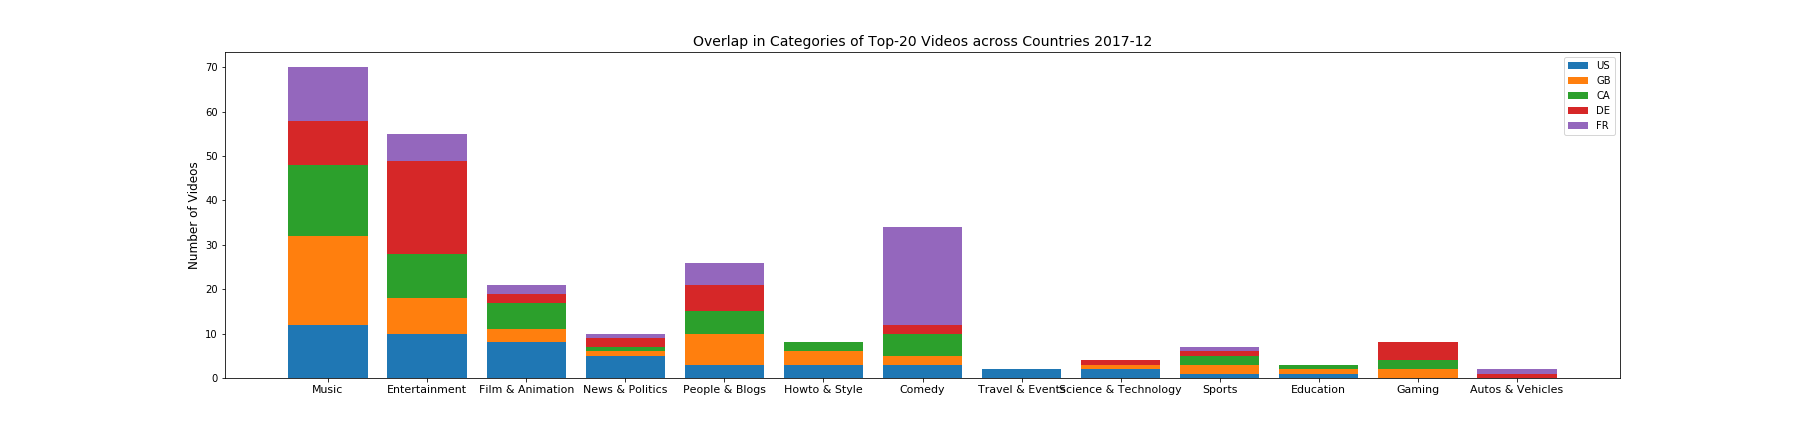 Overlap in Categories of Top-20 Videos across Countries 2017-12
US
GB
CA
DE
FR
Number of Videos
70
60
50
40
30
20
10
0
Music Entertainment Film & Animation News & Politics People & Blogs Howto & Style Comedy Travel & Events Science & Technology Sports Education Gaming Autos & Vehicles